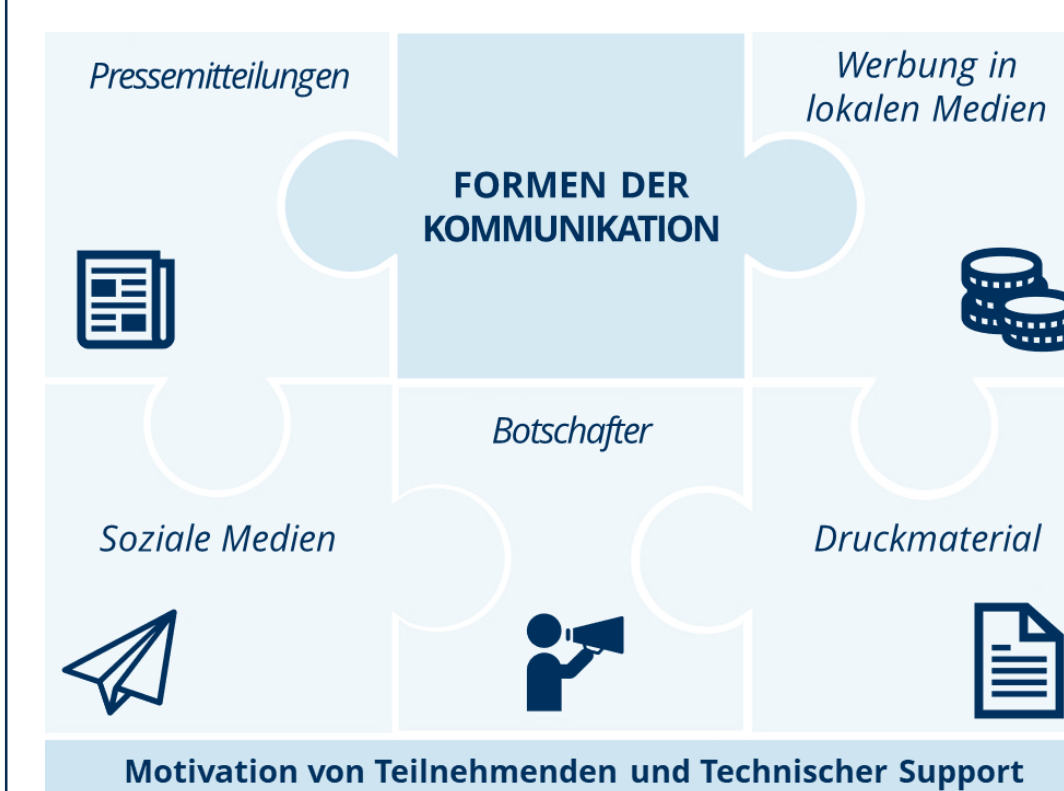 Pressemitteilungen
FORMEN DER
KOMMUNIKATION
Werbung in
lokalen Medien
Soziale Medien
Botschafter
Druckmaterial
Motivation von Teilnehmenden und Technischer Support